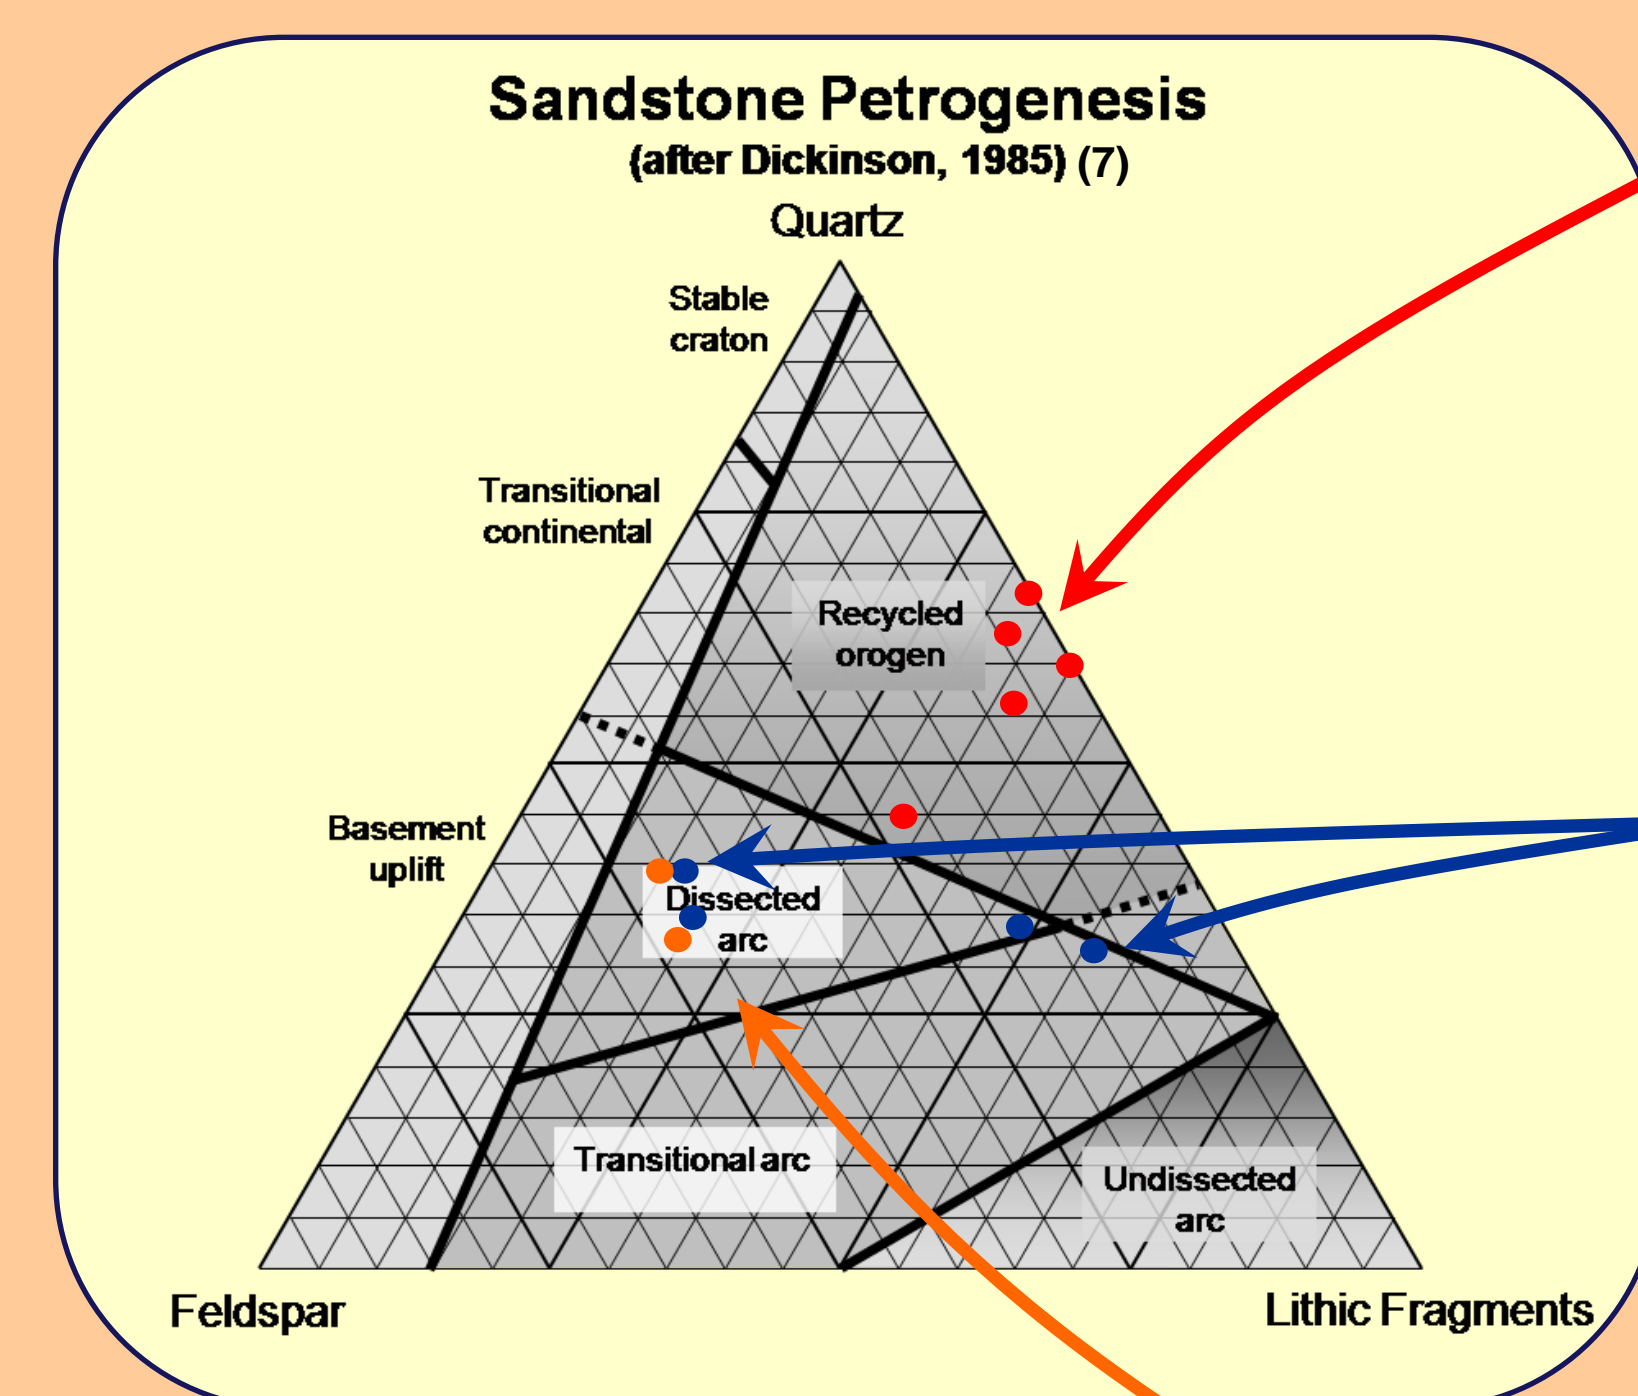 Sandstone Petrogenesis
(after Dickinson, 1985) (7)
Quartz
Stable
craton
Transitional
continental
Recycled
orogen
Basement
uplift
Dissected
arc
Transitional arc
Undissected
arc
Feldspar
Lithic Fragments